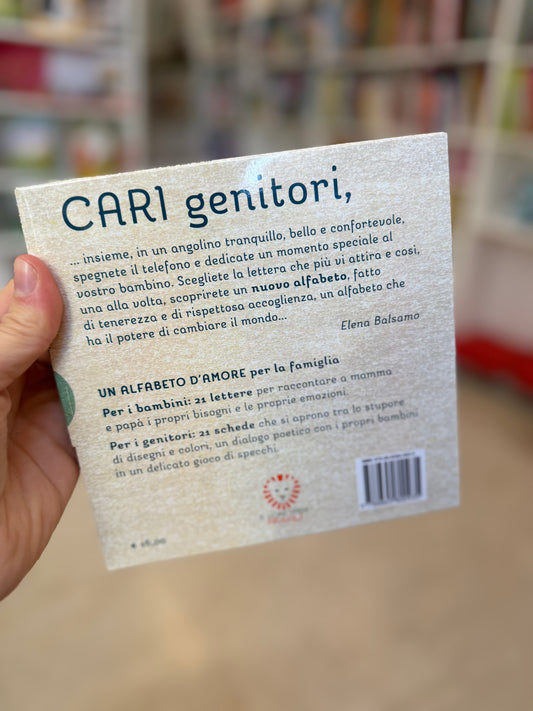 CARI genitori,
... insieme, in un angolino tranquillo, bello e confortevole,
spegnete il telefono e dedicate un momento speciale al
vostro bambino. Scegliete la lettera che più vi attira e così,
una alla volta, scoprirete un nuovo alfabeto, fatto
di tenerezza e di rispettosa accoglienza, un alfabeto che
ha il potere di cambiare il mondo...
Elena Balsamo
UN ALFABETO D'AMORE per la famiglia
Per i bambini: 21 lettere per raccontare a mamma
e papà i propri bisogni e le proprie emozioni.
Per i genitori: 21 schede che si aprono tra lo stupore
di disegni e colori, un dialogo poetico con i propri bambini
in un delicato gioco di specchi.
€ 16,00